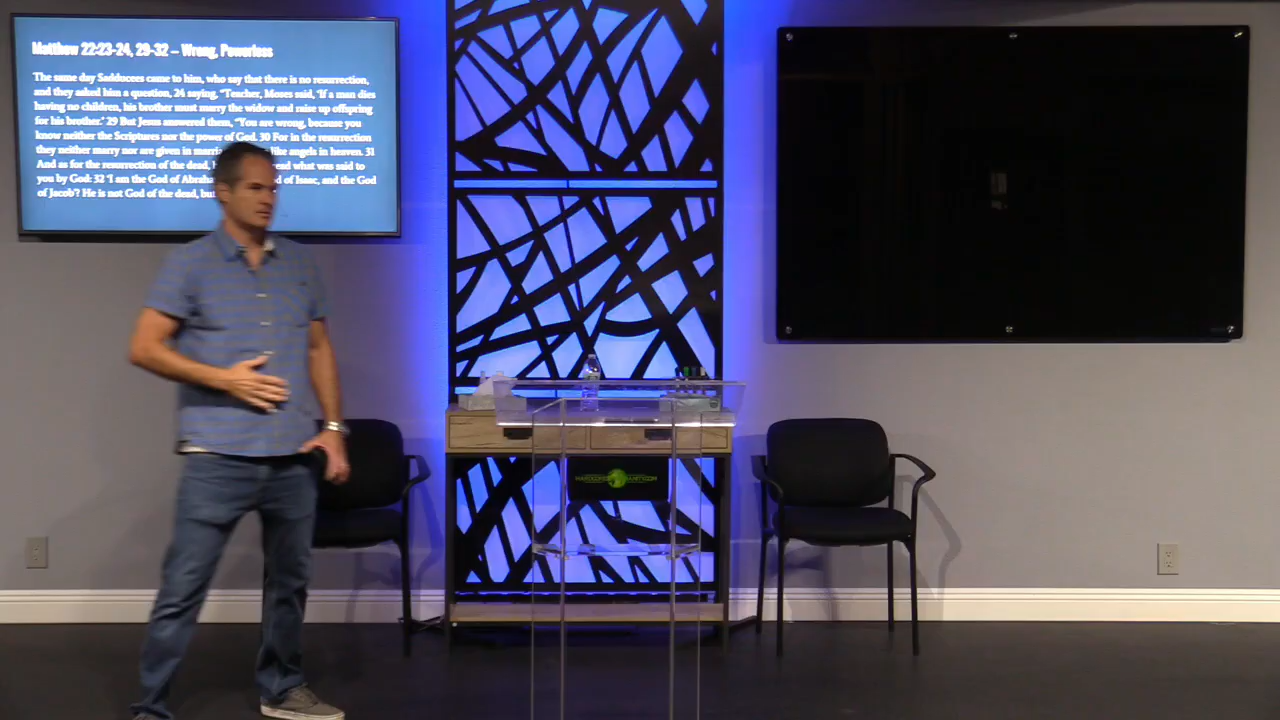 Matthew 22:23-24, 29-32 – Wrong, Powerless
The same day Sadducees came to him, who say that there is no resurrection,
and they asked him a question, 24 saying, "Teacher, Moses said, 'If a man dies
having no children, his brother must marry the widow and raise up offspring
for his brother.' 29 But Jesus answered them, "You are wrong, because you
know neither the Scriptures nor the power of God. 30 For in the resurrection
they neither marry nor are given in marria like angels in heaven. 31
And as for the resurrection of the dead, ead what was said to
you by God: 32 'I am the God of Abraha d of Isaac, and the God
of Jacob'? He is not God of the dead, bu